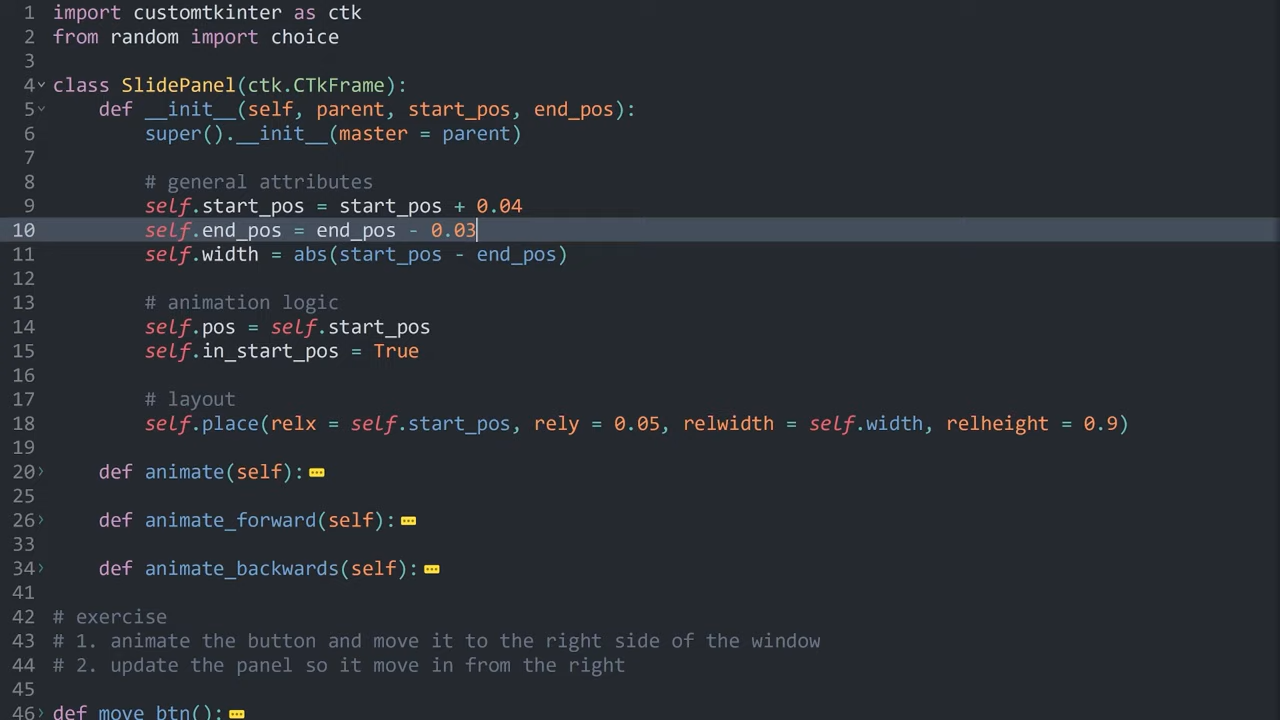 1 import customtkinter as ctk
2 from random import choice
3
4 class SlidePanel(ctk.CTkFrame):
5 def __init__(self, parent, start_pos, end_pos):
6 super().__init__(master = parent)
7
8 # general attributes
9 self.start_pos = start_pos + 0.04
10 self.end_pos = end_pos - 0.03
11 self.width = abs(start_pos - end_pos)
12
13 # animation logic
14 self.pos = self.start_pos
15 self.in_start_pos = True
16
17 # layout
18 self.place(relx = self.start_pos, rely = 0.05, relwidth = self.width, relheight = 0.9)
19
20 def animate(self):
25
26 def animate_forward(self):
33
34 def animate_backwards(self):
41
42 # exercise
43 # 1. animate the button and move it to the right side of the window
44 # 2. update the panel so it move in from the right
45
46 def move_btn():